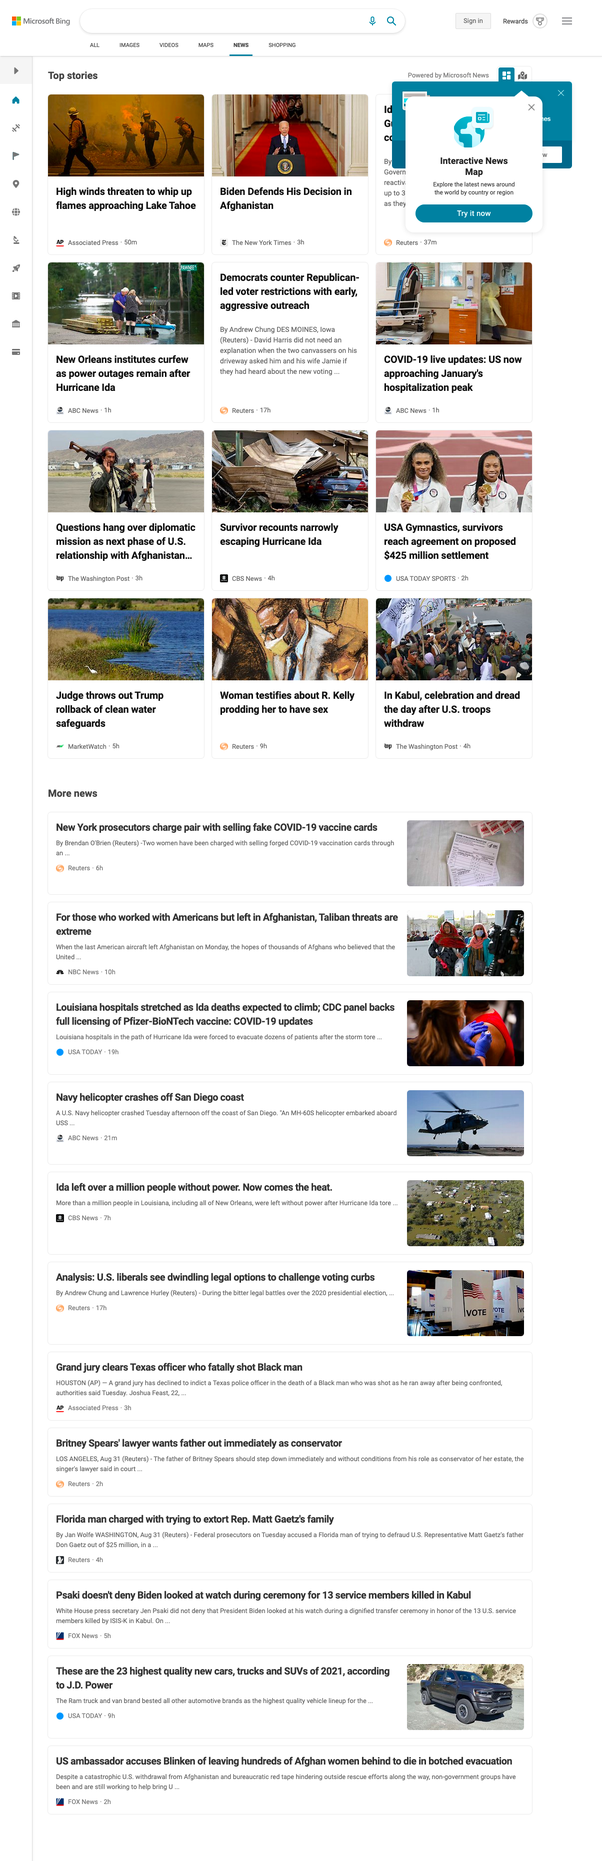 Microsoft Bing
Sign in
Rewards
ALL
IMAGES
VIDEOS
MAPS
NEWS
SHOPPING
Top stories
Powered by Microsoft News
Interactive News
Map
Explore the latest news around
the world by country or region
Try it now
High winds threaten to whip up
flames approaching Lake Tahoe
AP Associated Press · 50m
Biden Defends His Decision in
Afghanistan
The New York Times · 3h
Reuters · 37m
New Orleans institutes curfew
as power outages remain after
Hurricane Ida
ABC News · 1h
Democrats counter Republican-
led voter restrictions with early,
aggressive outreach
By Andrew Chung DES MOINES, Iowa
(Reuters) - David Harris did not need an
explanation when the two canvassers on his
driveway asked him and his wife Jamie if
they had heard about the new voting ...
Reuters · 17h
COVID-19 live updates: US now
approaching January's
hospitalization peak
ABC News · 1h
Questions hang over diplomatic
mission as next phase of U.S.
relationship with Afghanistan...
wp The Washington Post · 3h
Survivor recounts narrowly
escaping Hurricane Ida
CBS News · 4h
USA Gymnastics, survivors
reach agreement on proposed
$425 million settlement
USA TODAY SPORTS · 2h
Judge throws out Trump
rollback of clean water
safeguards
MarketWatch · 5h
Woman testifies about R. Kelly
prodding her to have sex
Reuters · 9h
In Kabul, celebration and dread
the day after U.S. troops
withdraw
wp The Washington Post · 4h
More news
New York prosecutors charge pair with selling fake COVID-19 vaccine cards
By Brendan O'Brien (Reuters) -Two women have been charged with selling forged COVID-19 vaccination cards through
an ...
Reuters · 6h
For those who worked with Americans but left in Afghanistan, Taliban threats are
extreme
When the last American aircraft left Afghanistan on Monday, the hopes of thousands of Afghans who believed that the
United ...
NBC News · 10h
Louisiana hospitals stretched as Ida deaths expected to climb; CDC panel backs
full licensing of Pfizer-BioNTech vaccine: COVID-19 updates
Louisiana hospitals in the path of Hurricane Ida were forced to evacuate dozens of patients after the storm tore ...
USA TODAY · 19h
Navy helicopter crashes off San Diego coast
A U.S. Navy helicopter crashed Tuesday afternoon off the coast of San Diego. "An MH-60S helicopter embarked aboard
USS ...
ABC News · 21m
Ida left over a million people without power. Now comes the heat.
More than a million people in Louisiana, including all of New Orleans, were left without power after Hurricane Ida tore ...
CBS News · 7h
Analysis: U.S. liberals see dwindling legal options to challenge voting curbs
By Andrew Chung and Lawrence Hurley (Reuters) - During the bitter legal battles over the 2020 presidential election, ...
Reuters · 17h
VOTE
Grand jury clears Texas officer who fatally shot Black man
HOUSTON (AP) — A grand jury has declined to indict a Texas police officer in the death of a Black man who was shot as he ran away after being confronted,
authorities said Tuesday. Joshua Feast, 22, ...
AP Associated Press · 3h
Britney Spears' lawyer wants father out immediately as conservator
LOS ANGELES, Aug 31 (Reuters) - The father of Britney Spears should step down immediately and without conditions from his role as conservator of her estate, the
singer's lawyer said in court ...
Reuters · 2h
Florida man charged with trying to extort Rep. Matt Gaetz's family
By Jan Wolfe WASHINGTON, Aug 31 (Reuters) - Federal prosecutors on Tuesday accused a Florida man of trying to defraud U.S. Representative Matt Gaetz's father
Don Gaetz out of $25 million, in a ...
Reuters · 4h
Psaki doesn't deny Biden looked at watch during ceremony for 13 service members killed in Kabul
White House press secretary Jen Psaki did not deny that President Biden looked at his watch during a dignified transfer ceremony in honor of the 13 U.S. service
members killed by ISIS-K in Kabul. On ...
FOX News · 5h
These are the 23 highest quality new cars, trucks and SUVs of 2021, according
to J.D. Power
The Ram truck and van brand bested all other automotive brands as the highest quality vehicle lineup for the ...
USA TODAY · 9h
US ambassador accuses Blinken of leaving hundreds of Afghan women behind to die in botched evacuation
Despite a catastrophic U.S. withdrawal from Afghanistan and bureaucratic red tape hindering outside rescue efforts along the way, non-government groups have
been and are still working to help bring U ...
FOX News · 2h